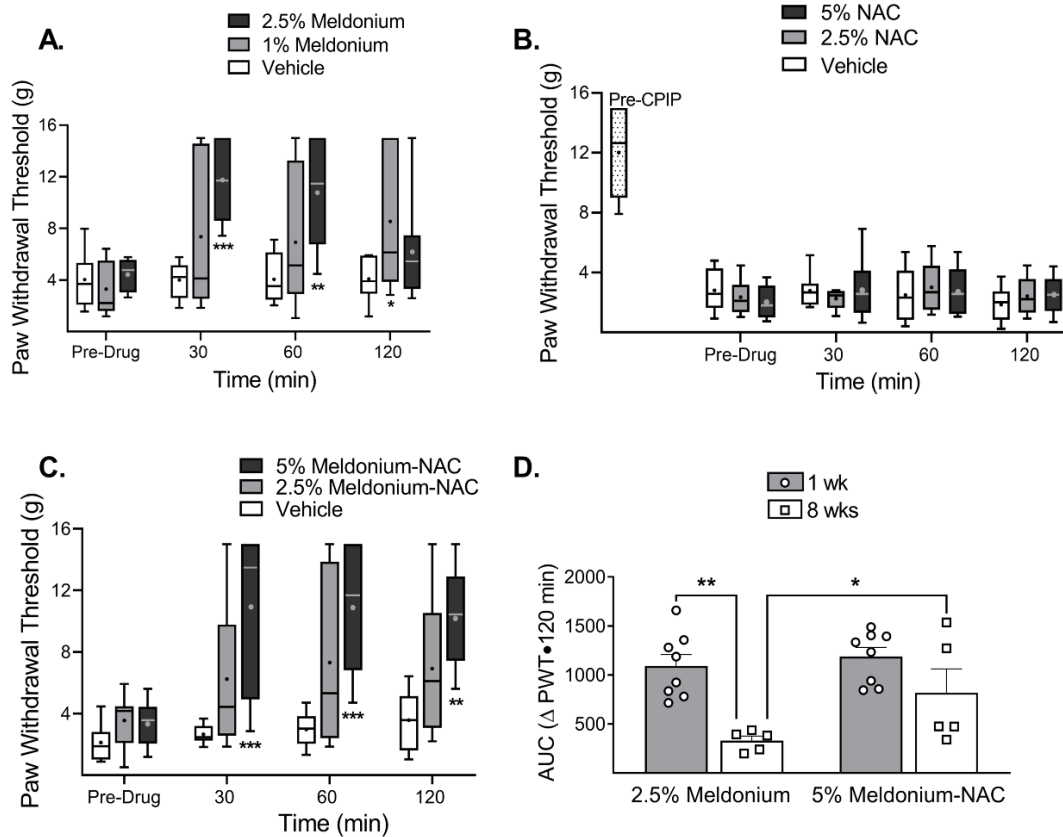 A.
2.5% Meldonium
1% Meldonium
Vehicle
Paw Withdrawal Threshold (g)
16
12
8
4
***
**
*
Pre-Drug 30 60 120
Time (min)
B.
5% NAC
2.5% NAC
Vehicle
Paw Withdrawal Threshold (g)
16
12
8
4
Pre-CPIP
Pre-Drug 30 60 120
Time (min)
C.
5% Meldonium-NAC
2.5% Meldonium-NAC
Vehicle
Paw Withdrawal Threshold (g)
16
12
8
4
***
***
**
Pre-Drug 30 60 120
Time (min)
D.
1 wk
8 wks
AUC (Δ PWT•120 min)
2000
1500
1000
500
** *
2.5% Meldonium 5% Meldonium-NAC